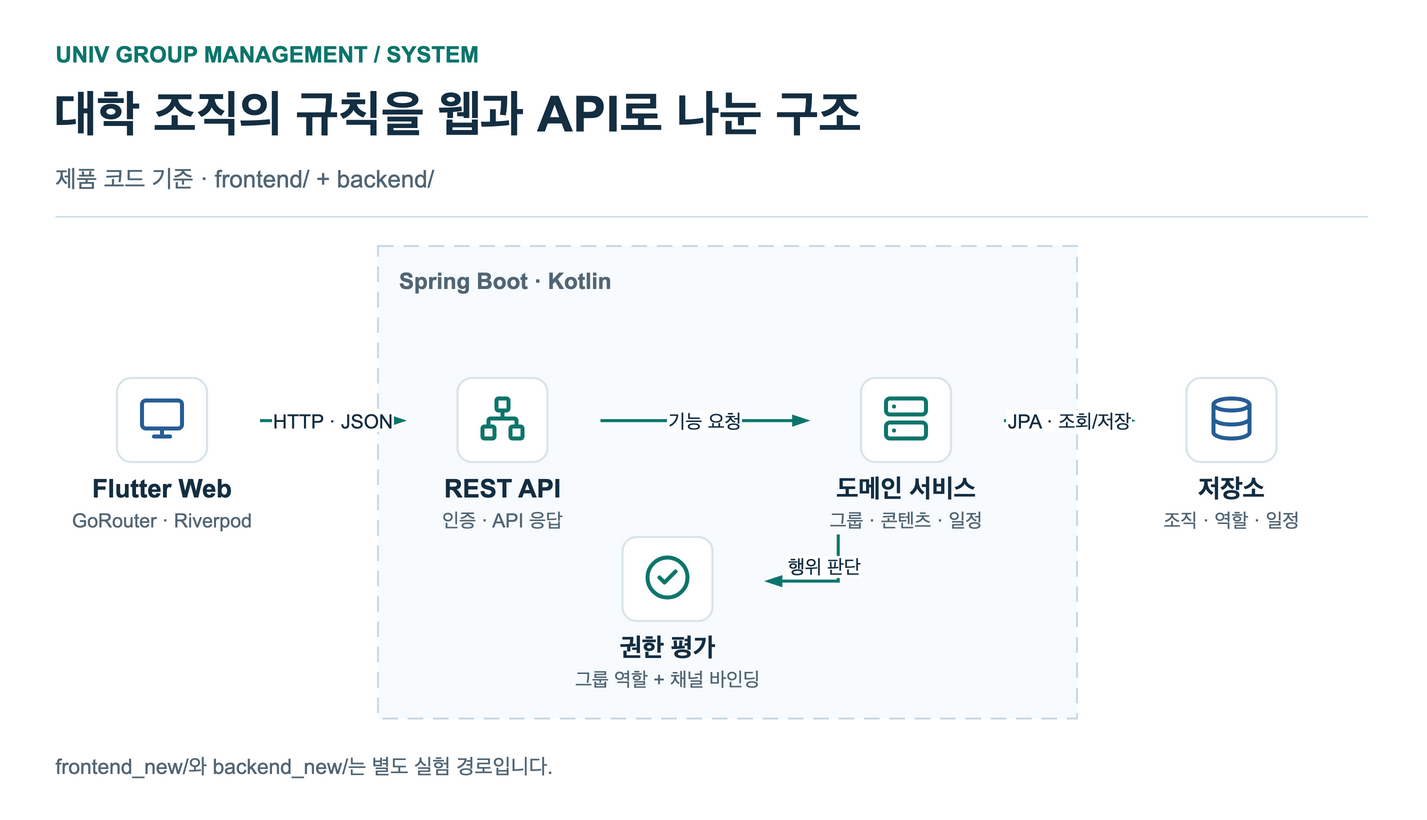 UNIV GROUP MANAGEMENT / SYSTEM
대학 조직의 규칙을 웹과 API로 나눈 구조
제품 코드 기준 · frontend/ + backend/
Spring Boot · Kotlin
HTTP · JSON
기능 요청
JPA · 조회/저장
Flutter Web
GoRouter · Riverpod
REST API
인증 · API 응답
도메인 서비스
그룹 · 콘텐츠 · 일정
저장소
조직 · 역할 · 일정
행위 판단
권한 평가
그룹 역할 + 채널 바인딩
frontend_new/와 backend_new/는 별도 실험 경로입니다.